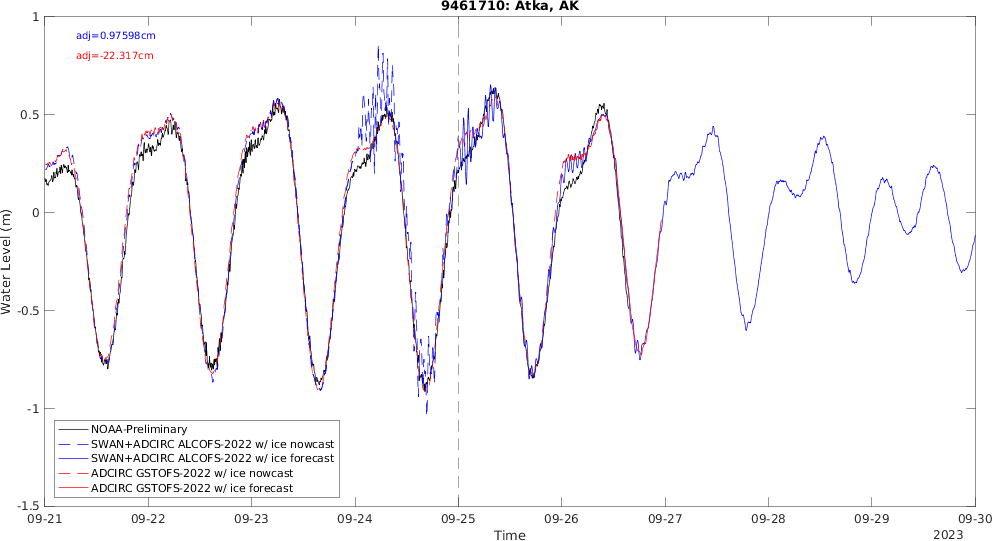 9461710: Atka, AK
adj=0.97598cm
adj=-22.317cm
1
0.5
0
-0.5
-1
-1.5
Water Level (m)
NOAA-Preliminary
SWAN+ADCIRC ALCOFS-2022 w/ ice nowcast
SWAN+ADCIRC ALCOFS-2022 w/ ice forecast
ADCIRC GSTOFS-2022 w/ ice nowcast
ADCIRC GSTOFS-2022 w/ ice forecast
09-21 09-22 09-23 09-24 09-25 09-26 09-27 09-28 09-29 09-30
Time
2023